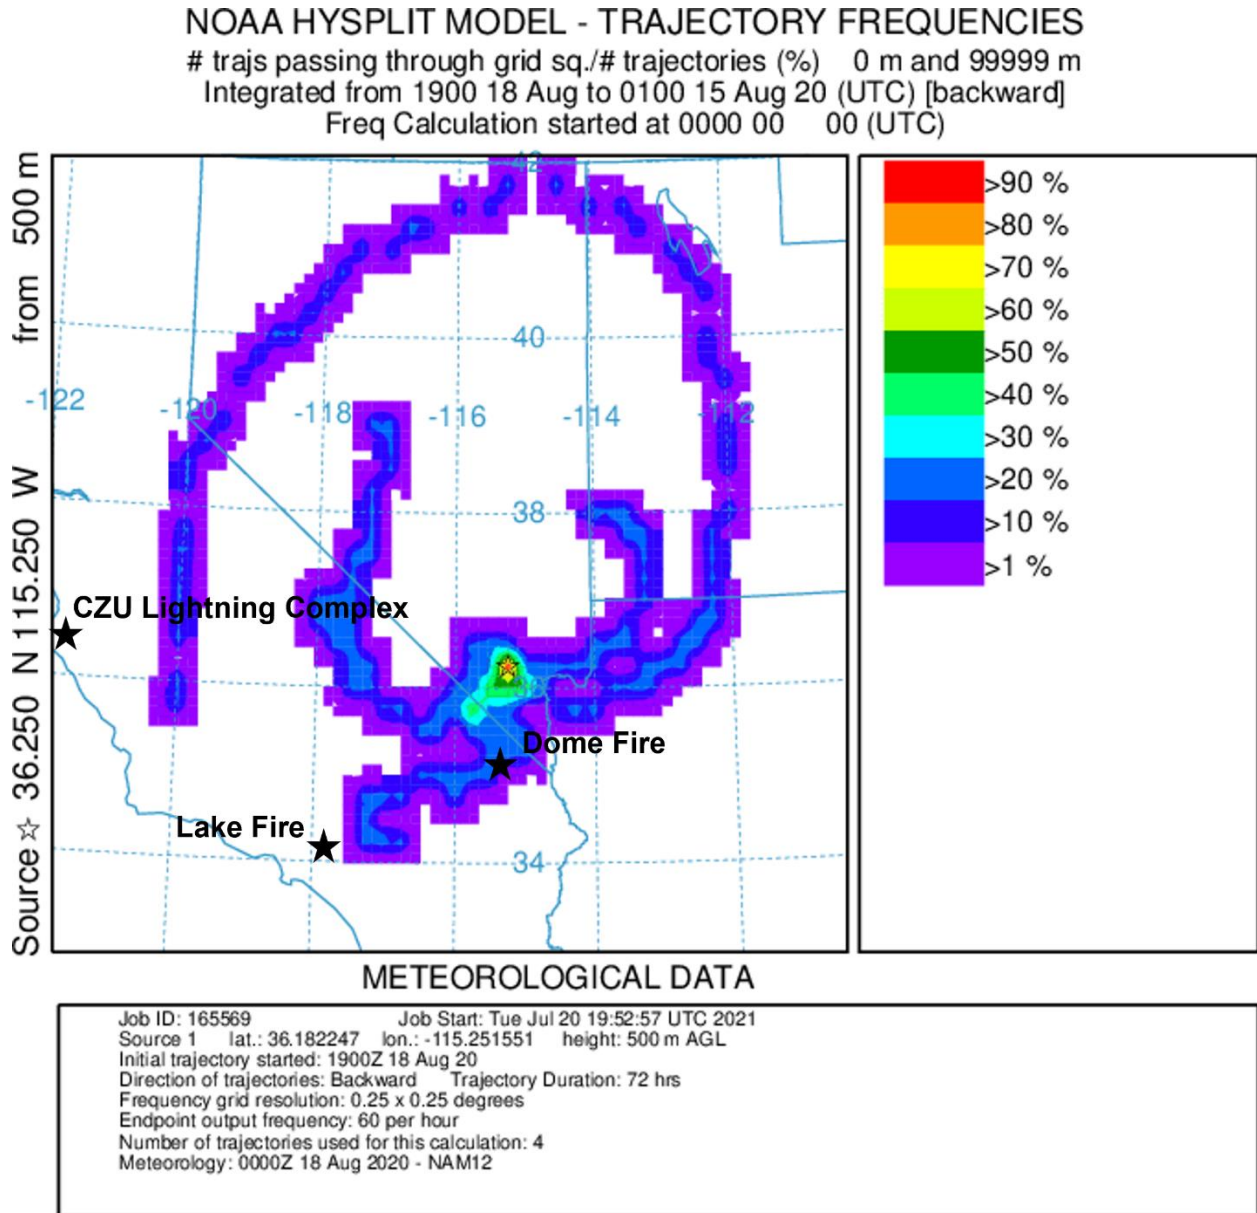 NOAA HYSPLIT MODEL - TRAJECTORY FREQUENCIES
# trajs passing through grid sq./# trajectories (%) 0 m and 99999 m
Integrated from 1900 18 Aug to 0100 15 Aug 20 (UTC) [backward]
Freq Calculation started at 0000 00 00 (UTC)
Source ☆ 36.250 N 115.250 W from 500 m
42
40
-122
-120
-118
-116
-114
-112
38
CZU Lightning Complex
36
Dome Fire
Lake Fire
34
>90 %
>80 %
>70 %
>60 %
>50 %
>40 %
>30 %
>20 %
>10 %
>1 %
METEOROLOGICAL DATA
Job ID: 165569 Job Start: Tue Jul 20 19:52:57 UTC 2021
Source 1 lat.: 36.182247 lon.: -115.251551 height: 500 m AGL
Initial trajectory started: 1900Z 18 Aug 20
Direction of trajectories: Backward Trajectory Duration: 72 hrs
Frequency grid resolution: 0.25 x 0.25 degrees
Endpoint output frequency: 60 per hour
Number of trajectories used for this calculation: 4
Meteorology: 0000Z 18 Aug 2020 - NAM12